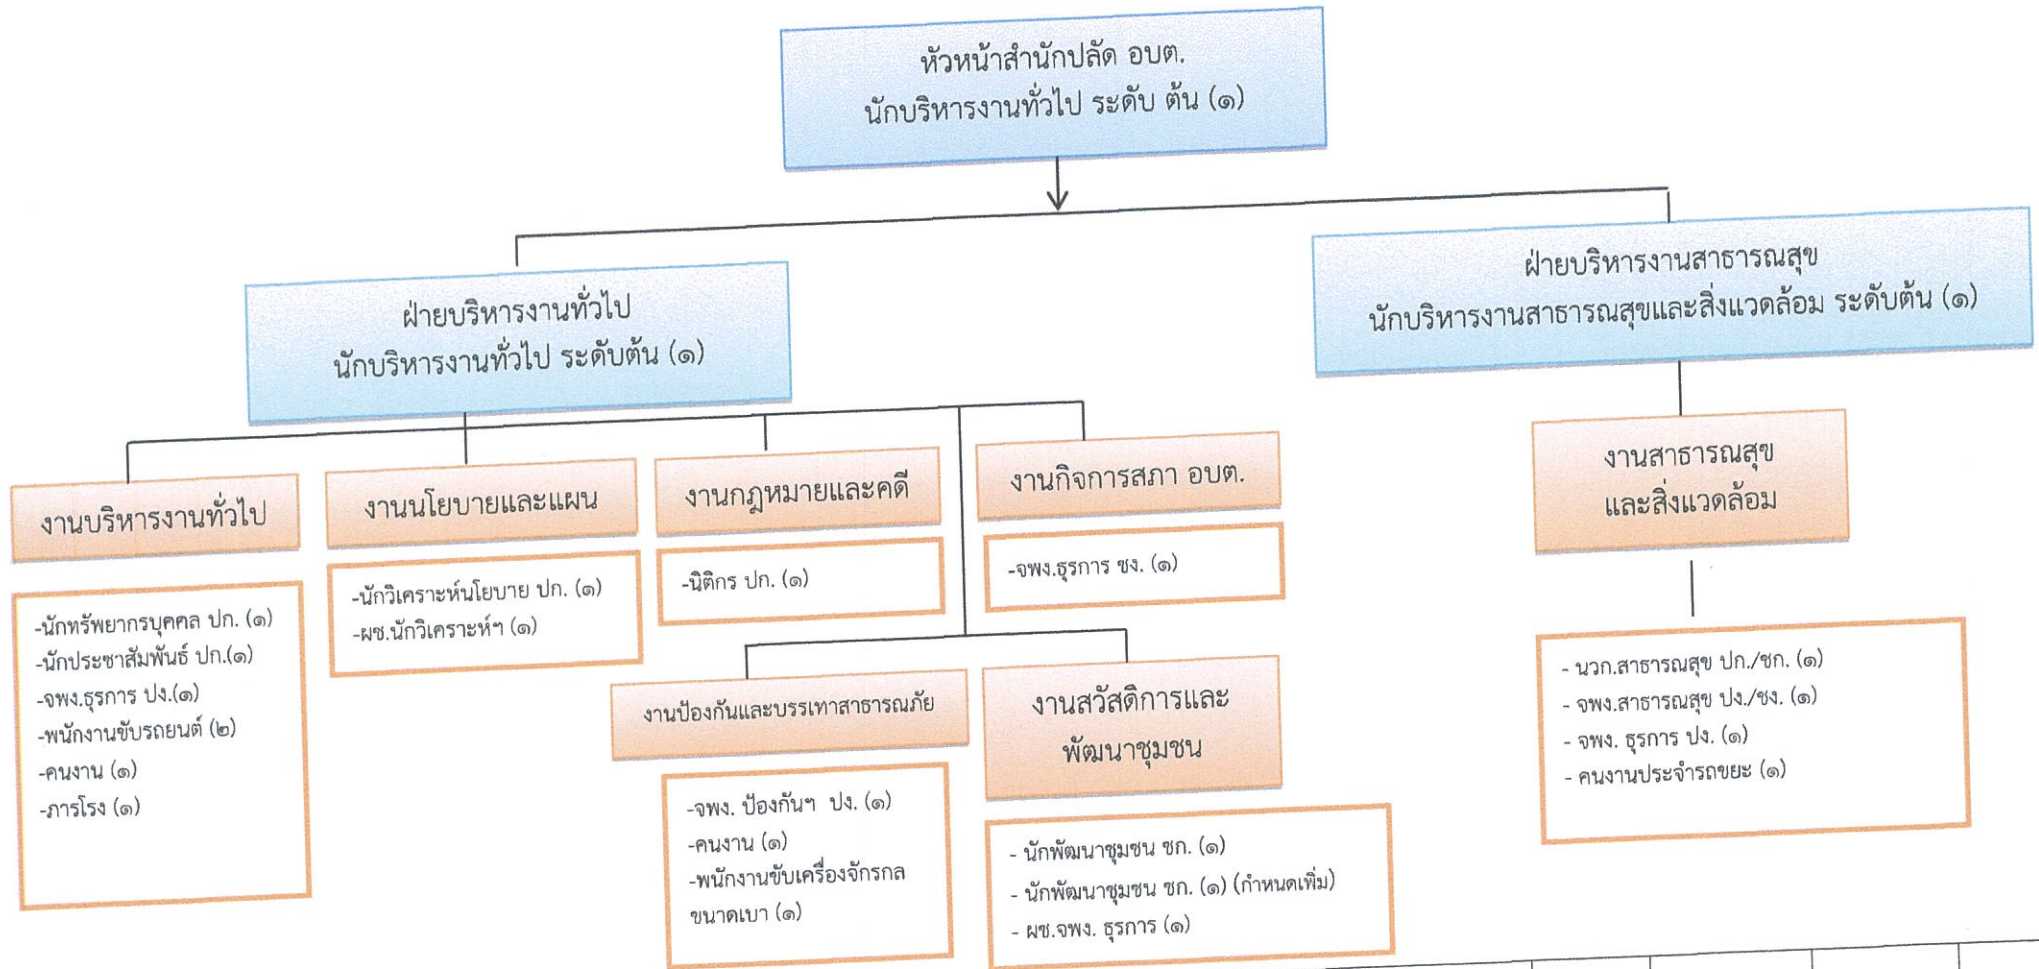 หัวหน้าสำนักปลัด อบต.
นักบริหารงานทั่วไป ระดับ ต้น (๑)
ฝ่ายบริหารงานทั่วไป
นักบริหารงานทั่วไป ระดับต้น (๑)
ฝ่ายบริหารงานสาธารณสุข
นักบริหารงานสาธารณสุขและสิ่งแวดล้อม ระดับต้น (๑)
งานบริหารงานทั่วไป
-นักทรัพยากรบุคคล ปก. (๑)
-นักประชาสัมพันธ์ ปก.(๑)
-จพง.ธุรการ ปง.(๑)
-พนักงานขับรถยนต์ (๒)
-คนงาน (๑)
-ภารโรง (๑)
งานนโยบายและแผน
-นักวิเคราะห์นโยบาย ปก. (๑)
-ผช.นักวิเคราะห์ฯ (๑)
งานกฎหมายและคดี
-นิติกร ปก. (๑)
งานกิจการสภา อบต.
-จพง.ธุรการ ชง. (๑)
งานป้องกันและบรรเทาสาธารณภัย
-จพง. ป้องกันฯ ปง. (๑)
-คนงาน (๑)
-พนักงานขับเครื่องจักรกล
ขนาดเบา (๑)
งานสวัสดิการและ
พัฒนาชุมชน
- นักพัฒนาชุมชน ชก. (๑)
- นักพัฒนาชุมชน ชก. (๑) (กำหนดเพิ่ม)
- ผช.จพง. ธุรการ (๑)
งานสาธารณสุข
และสิ่งแวดล้อม
- นวก.สาธารณสุข ปก./ชก. (๑)
- จพง.สาธารณสุข ปง./ชง. (๑)
- จพง. ธุรการ ปง. (๑)
- คนงานประจำรถขยะ (๑)